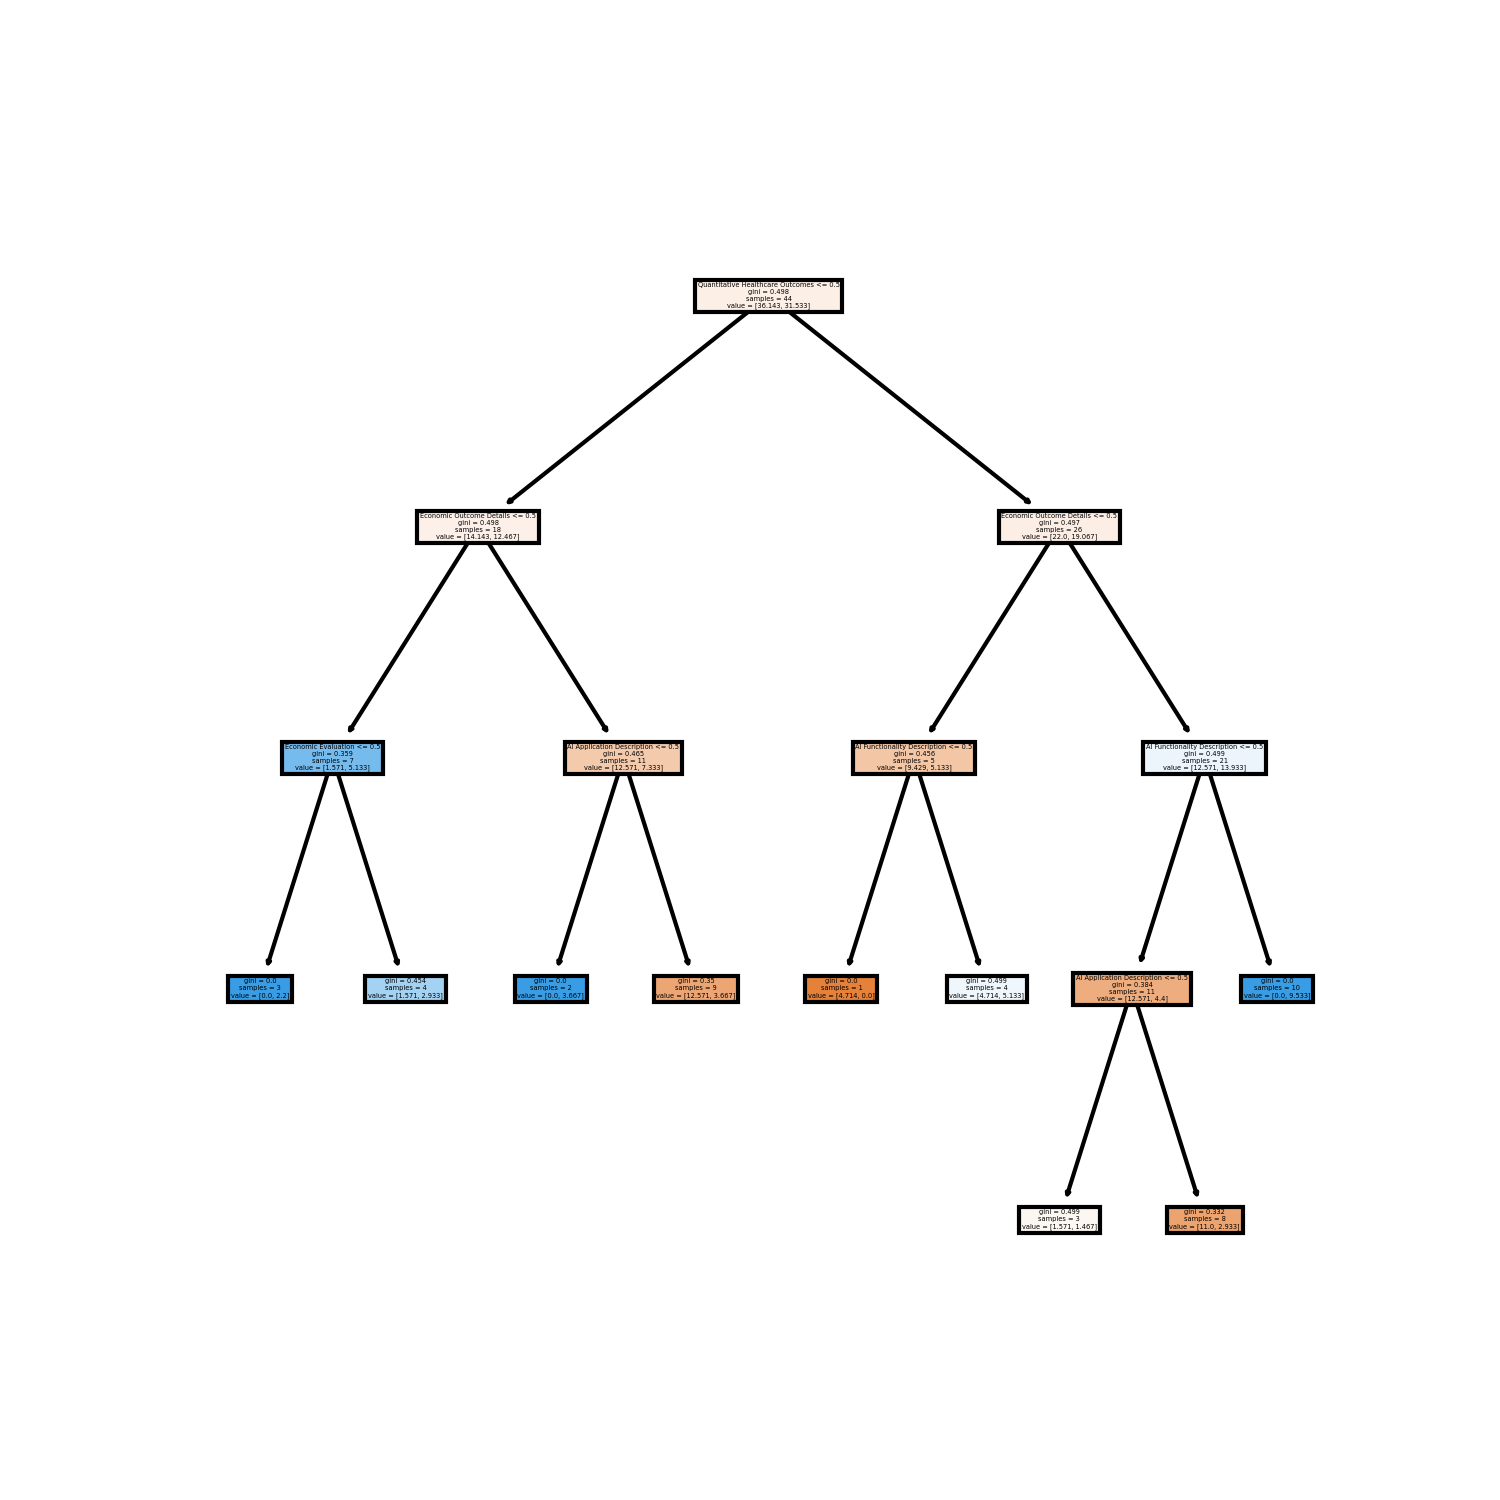 Quantitative Healthcare Outcomes <= 0.5
gini = 0.498
samples = 44
value = [36.143, 31.533]
Economic Outcome Details <= 0.5
gini = 0.498
samples = 18
value = [14.143, 12.467]
Economic Outcome Details <= 0.5
gini = 0.497
samples = 26
value = [22.0, 19.067]
Economic Evaluation <= 0.5
gini = 0.359
samples = 7
value = [1.571, 5.133]
AI Application Description <= 0.5
gini = 0.465
samples = 11
value = [12.571, 7.333]
AI Functionality Description <= 0.5
gini = 0.456
samples = 5
value = [9.429, 5.133]
AI Functionality Description <= 0.5
gini = 0.499
samples = 21
value = [12.571, 13.933]
gini = 0.0
samples = 3
value = [0.0, 2.2]
gini = 0.454
samples = 4
value = [1.571, 2.933]
gini = 0.0
samples = 2
value = [0.0, 3.667]
gini = 0.35
samples = 9
value = [12.571, 3.667]
gini = 0.0
samples = 1
value = [4.714, 0.0]
gini = 0.499
samples = 4
value = [4.714, 5.133]
AI Application Description <= 0.5
gini = 0.384
samples = 11
value = [12.571, 4.4]
gini = 0.0
samples = 10
value = [0.0, 9.533]
gini = 0.499
samples = 3
value = [1.571, 1.467]
gini = 0.332
samples = 8
value = [11.0, 2.933]